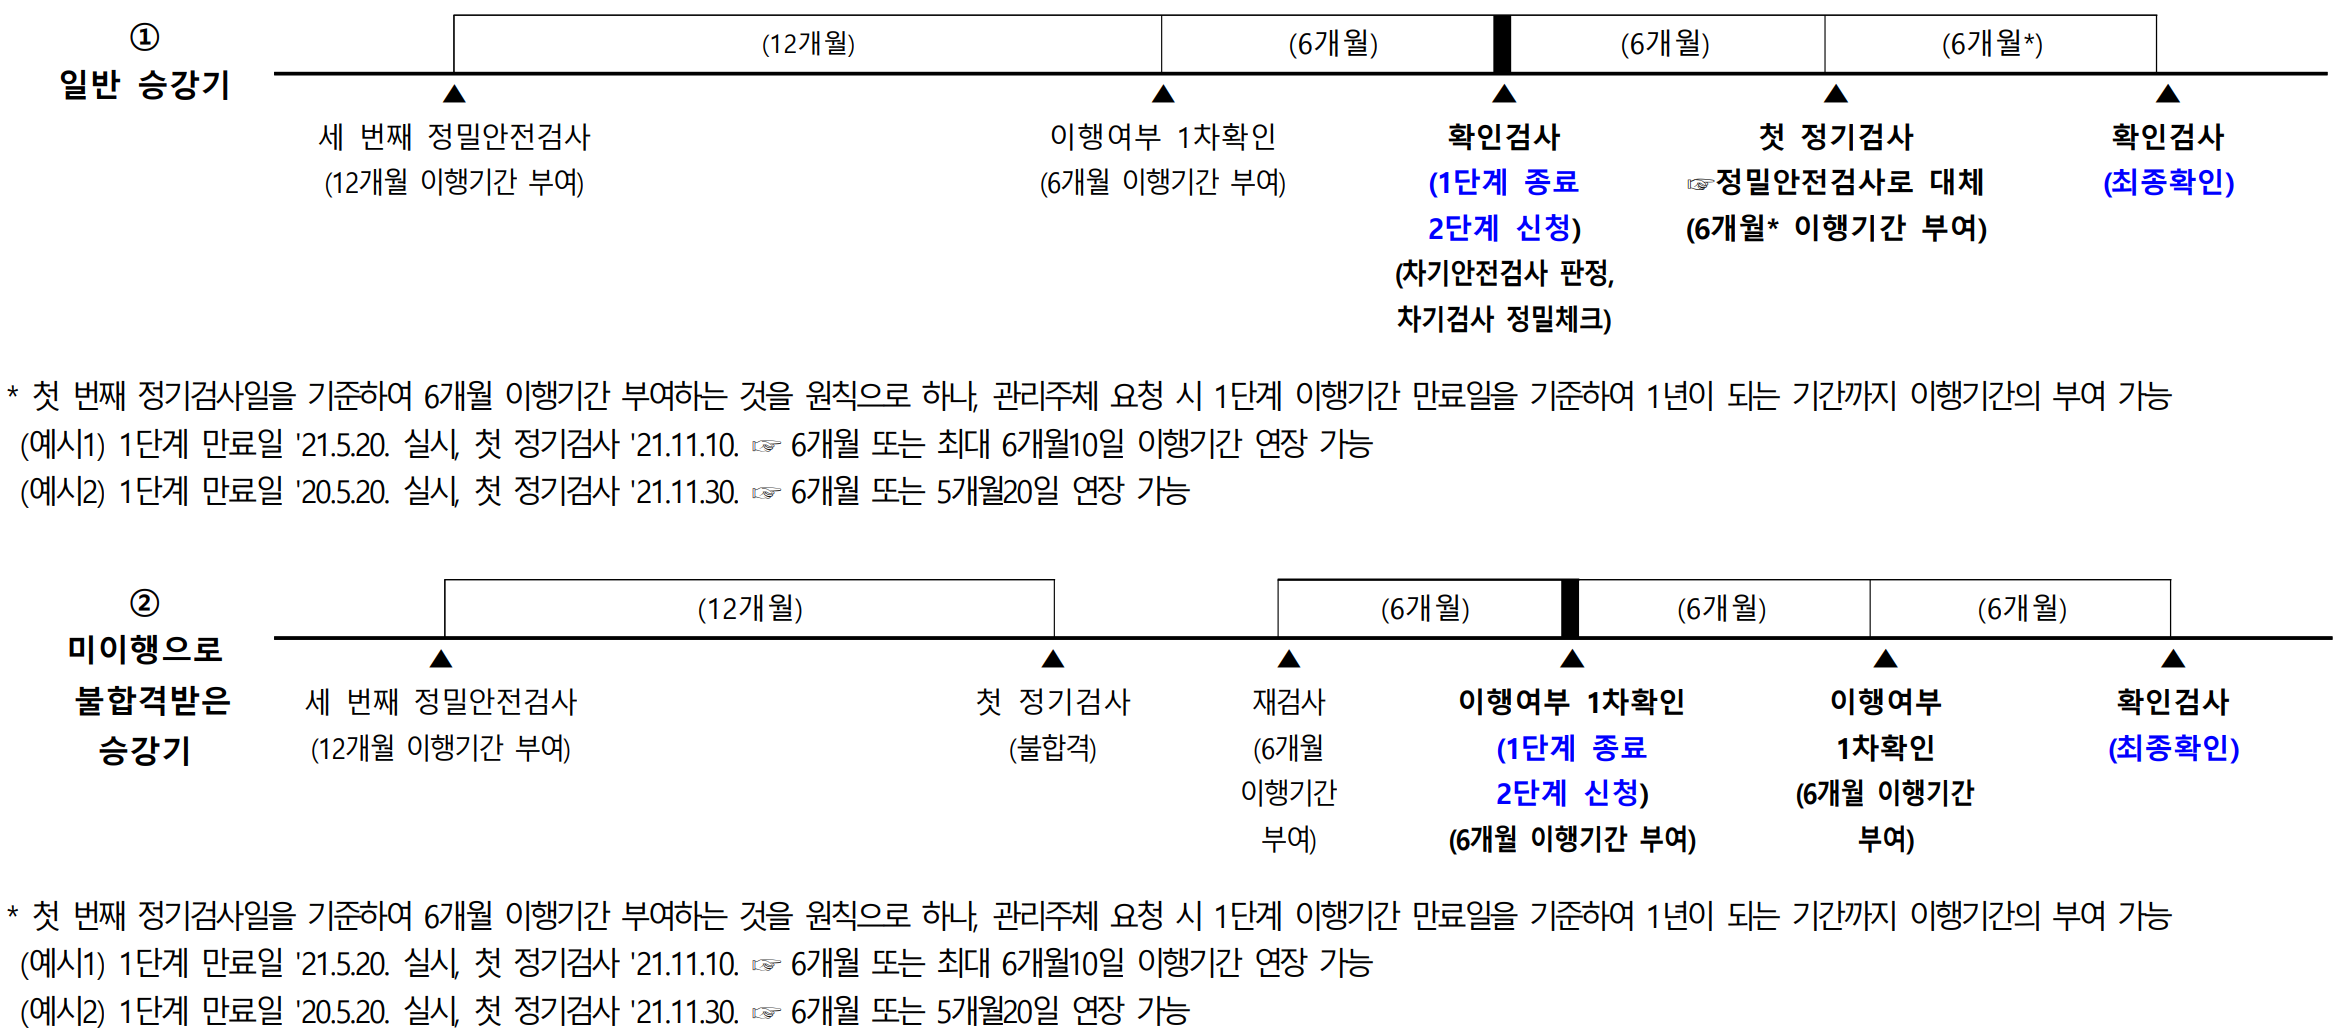 ①
일반 승강기
(12개월) (6개월) (6개월) (6개월*)
▲ ▲ ▲ ▲ ▲
세 번째 정밀안전검사
(12개월 이행기간 부여)
이행여부 1차확인
(6개월 이행기간 부여)
확인검사
(1단계 종료
2단계 신청)
(차기안전검사 판정,
차기검사 정밀체크)
첫 정기검사
☞정밀안전검사로 대체
(6개월* 이행기간 부여)
확인검사
(최종확인)
* 첫 번째 정기검사일을 기준하여 6개월 이행기간 부여하는 것을 원칙으로 하나, 관리주체 요청 시 1단계 이행기간 만료일을 기준하여 1년이 되는 기간까지 이행기간의 부여 가능
(예시1) 1단계 만료일 '21.5.20. 실시, 첫 정기검사 '21.11.10. ☞ 6개월 또는 최대 6개월10일 이행기간 연장 가능
(예시2) 1단계 만료일 '20.5.20. 실시, 첫 정기검사 '21.11.30. ☞ 6개월 또는 5개월20일 연장 가능
②
미이행으로
불합격받은
승강기
(12개월) (6개월) (6개월) (6개월)
▲ ▲ ▲ ▲ ▲ ▲
세 번째 정밀안전검사
(12개월 이행기간 부여)
첫 정기검사
(불합격)
재검사
(6개월
이행기간
부여)
이행여부 1차확인
(1단계 종료
2단계 신청)
(6개월 이행기간 부여)
이행여부
1차확인
(6개월 이행기간
부여)
확인검사
(최종확인)
* 첫 번째 정기검사일을 기준하여 6개월 이행기간 부여하는 것을 원칙으로 하나, 관리주체 요청 시 1단계 이행기간 만료일을 기준하여 1년이 되는 기간까지 이행기간의 부여 가능
(예시1) 1단계 만료일 '21.5.20. 실시, 첫 정기검사 '21.11.10. ☞ 6개월 또는 최대 6개월10일 이행기간 연장 가능
(예시2) 1단계 만료일 '20.5.20. 실시, 첫 정기검사 '21.11.30. ☞ 6개월 또는 5개월20일 연장 가능